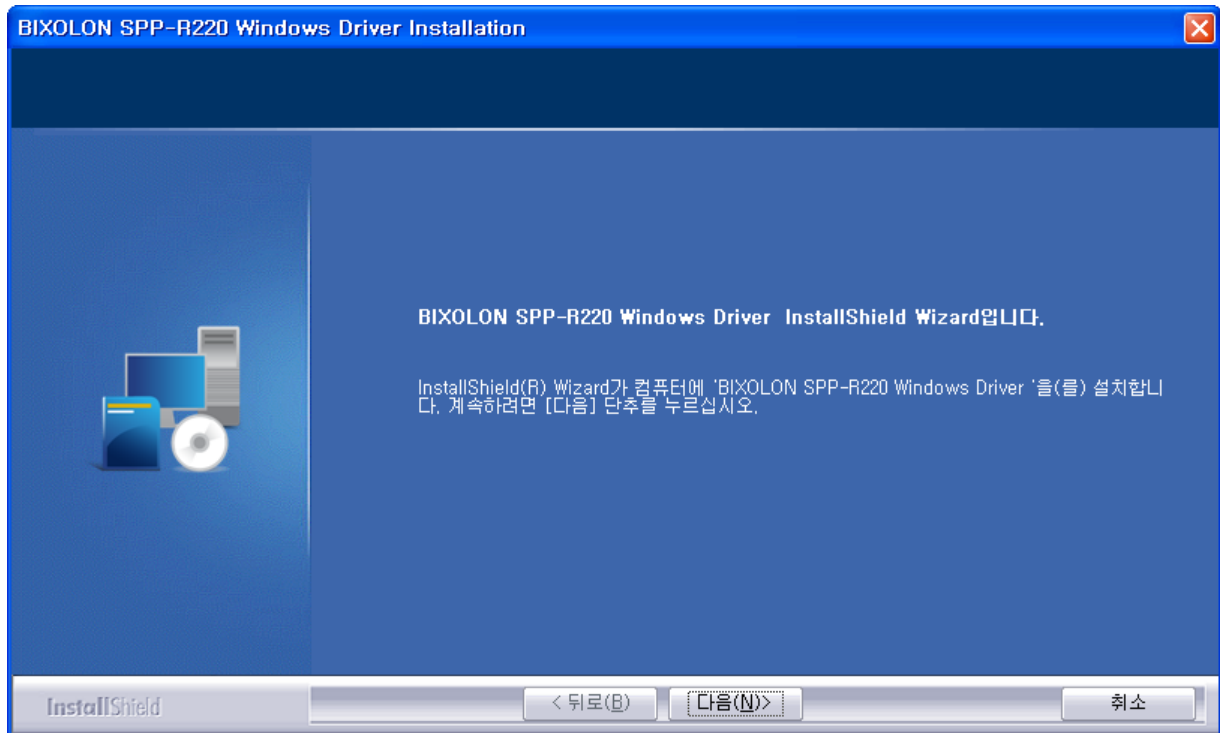 BIXOLON SPP-R220 Windows Driver Installation
BIXOLON SPP-R220 Windows Driver  InstallShield Wizard입니다.
InstallShield(R) Wizard가 컴퓨터에 'BIXOLON SPP-R220 Windows Driver '을(를) 설치합니
다. 계속하려면 [다음] 단추를 누르십시오.
InstallShield
< 뒤로(B)
다음(N)>
취소